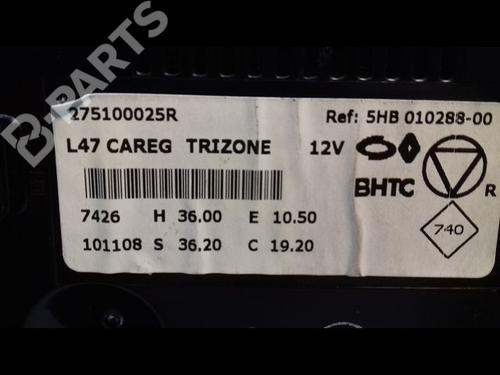 B-PARTS
275100025R Ref: 5HB 010288-00
L47 CAREG TRIZONE 12V
BHTC R
7426 H 36.00 E 10.50
101108 S 36.20 C 19.20
740